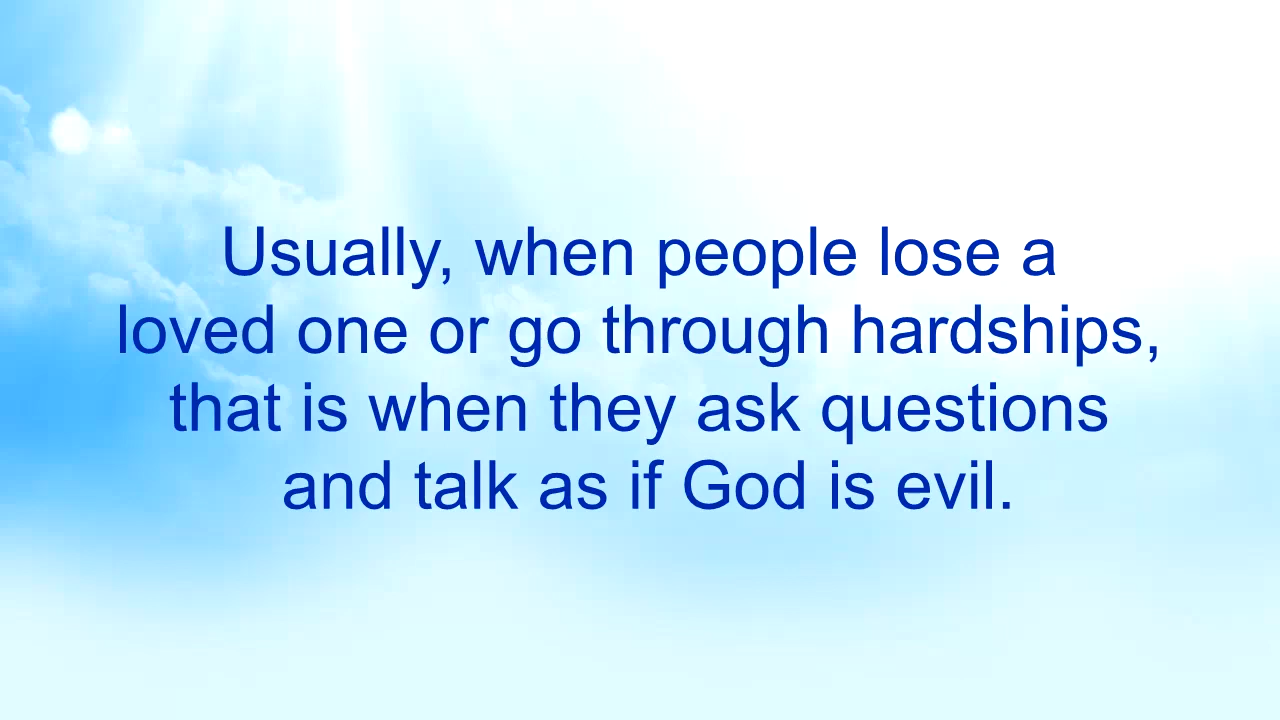 Usually, when people lose a
loved one or go through hardships,
that is when they ask questions
and talk as if God is evil.